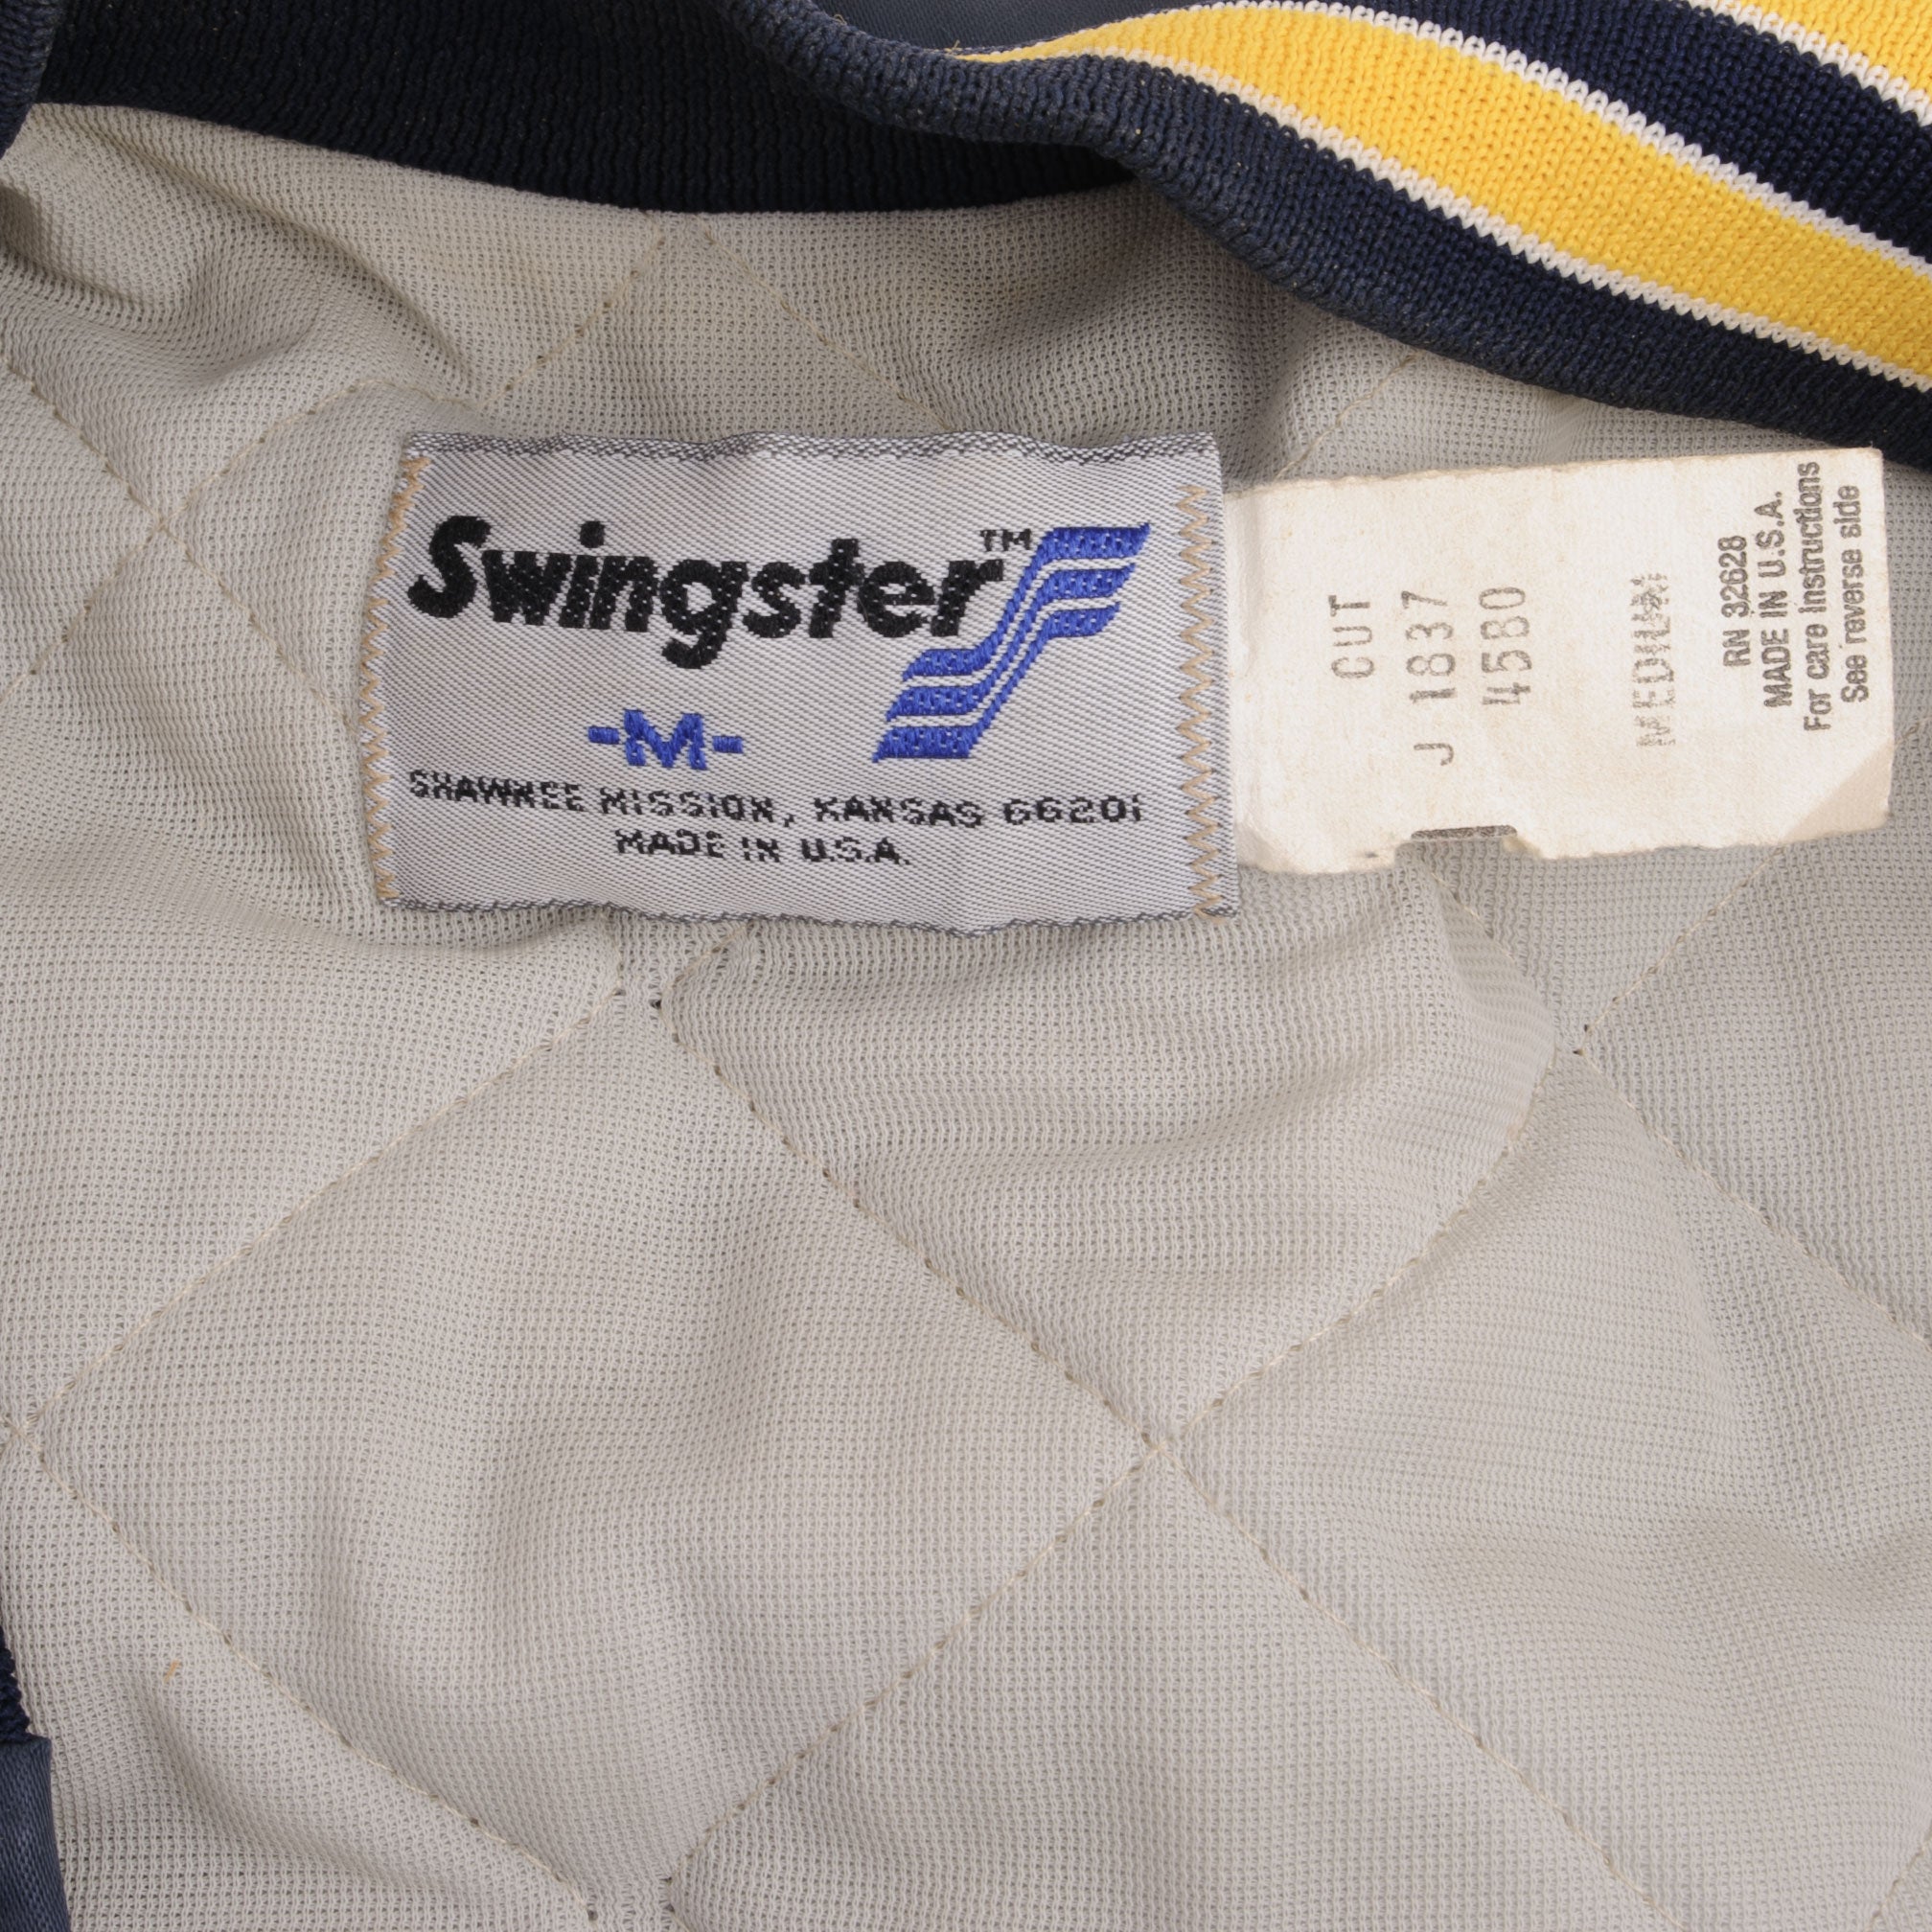 Swingster™
-M-
SHAWNEE MISSION, KANSAS 66201
MADE IN U.S.A.
CUT
J 1837
4580
MEDIUM
RN 32628
MADE IN U.S.A.
For care Instructions
See reverse side